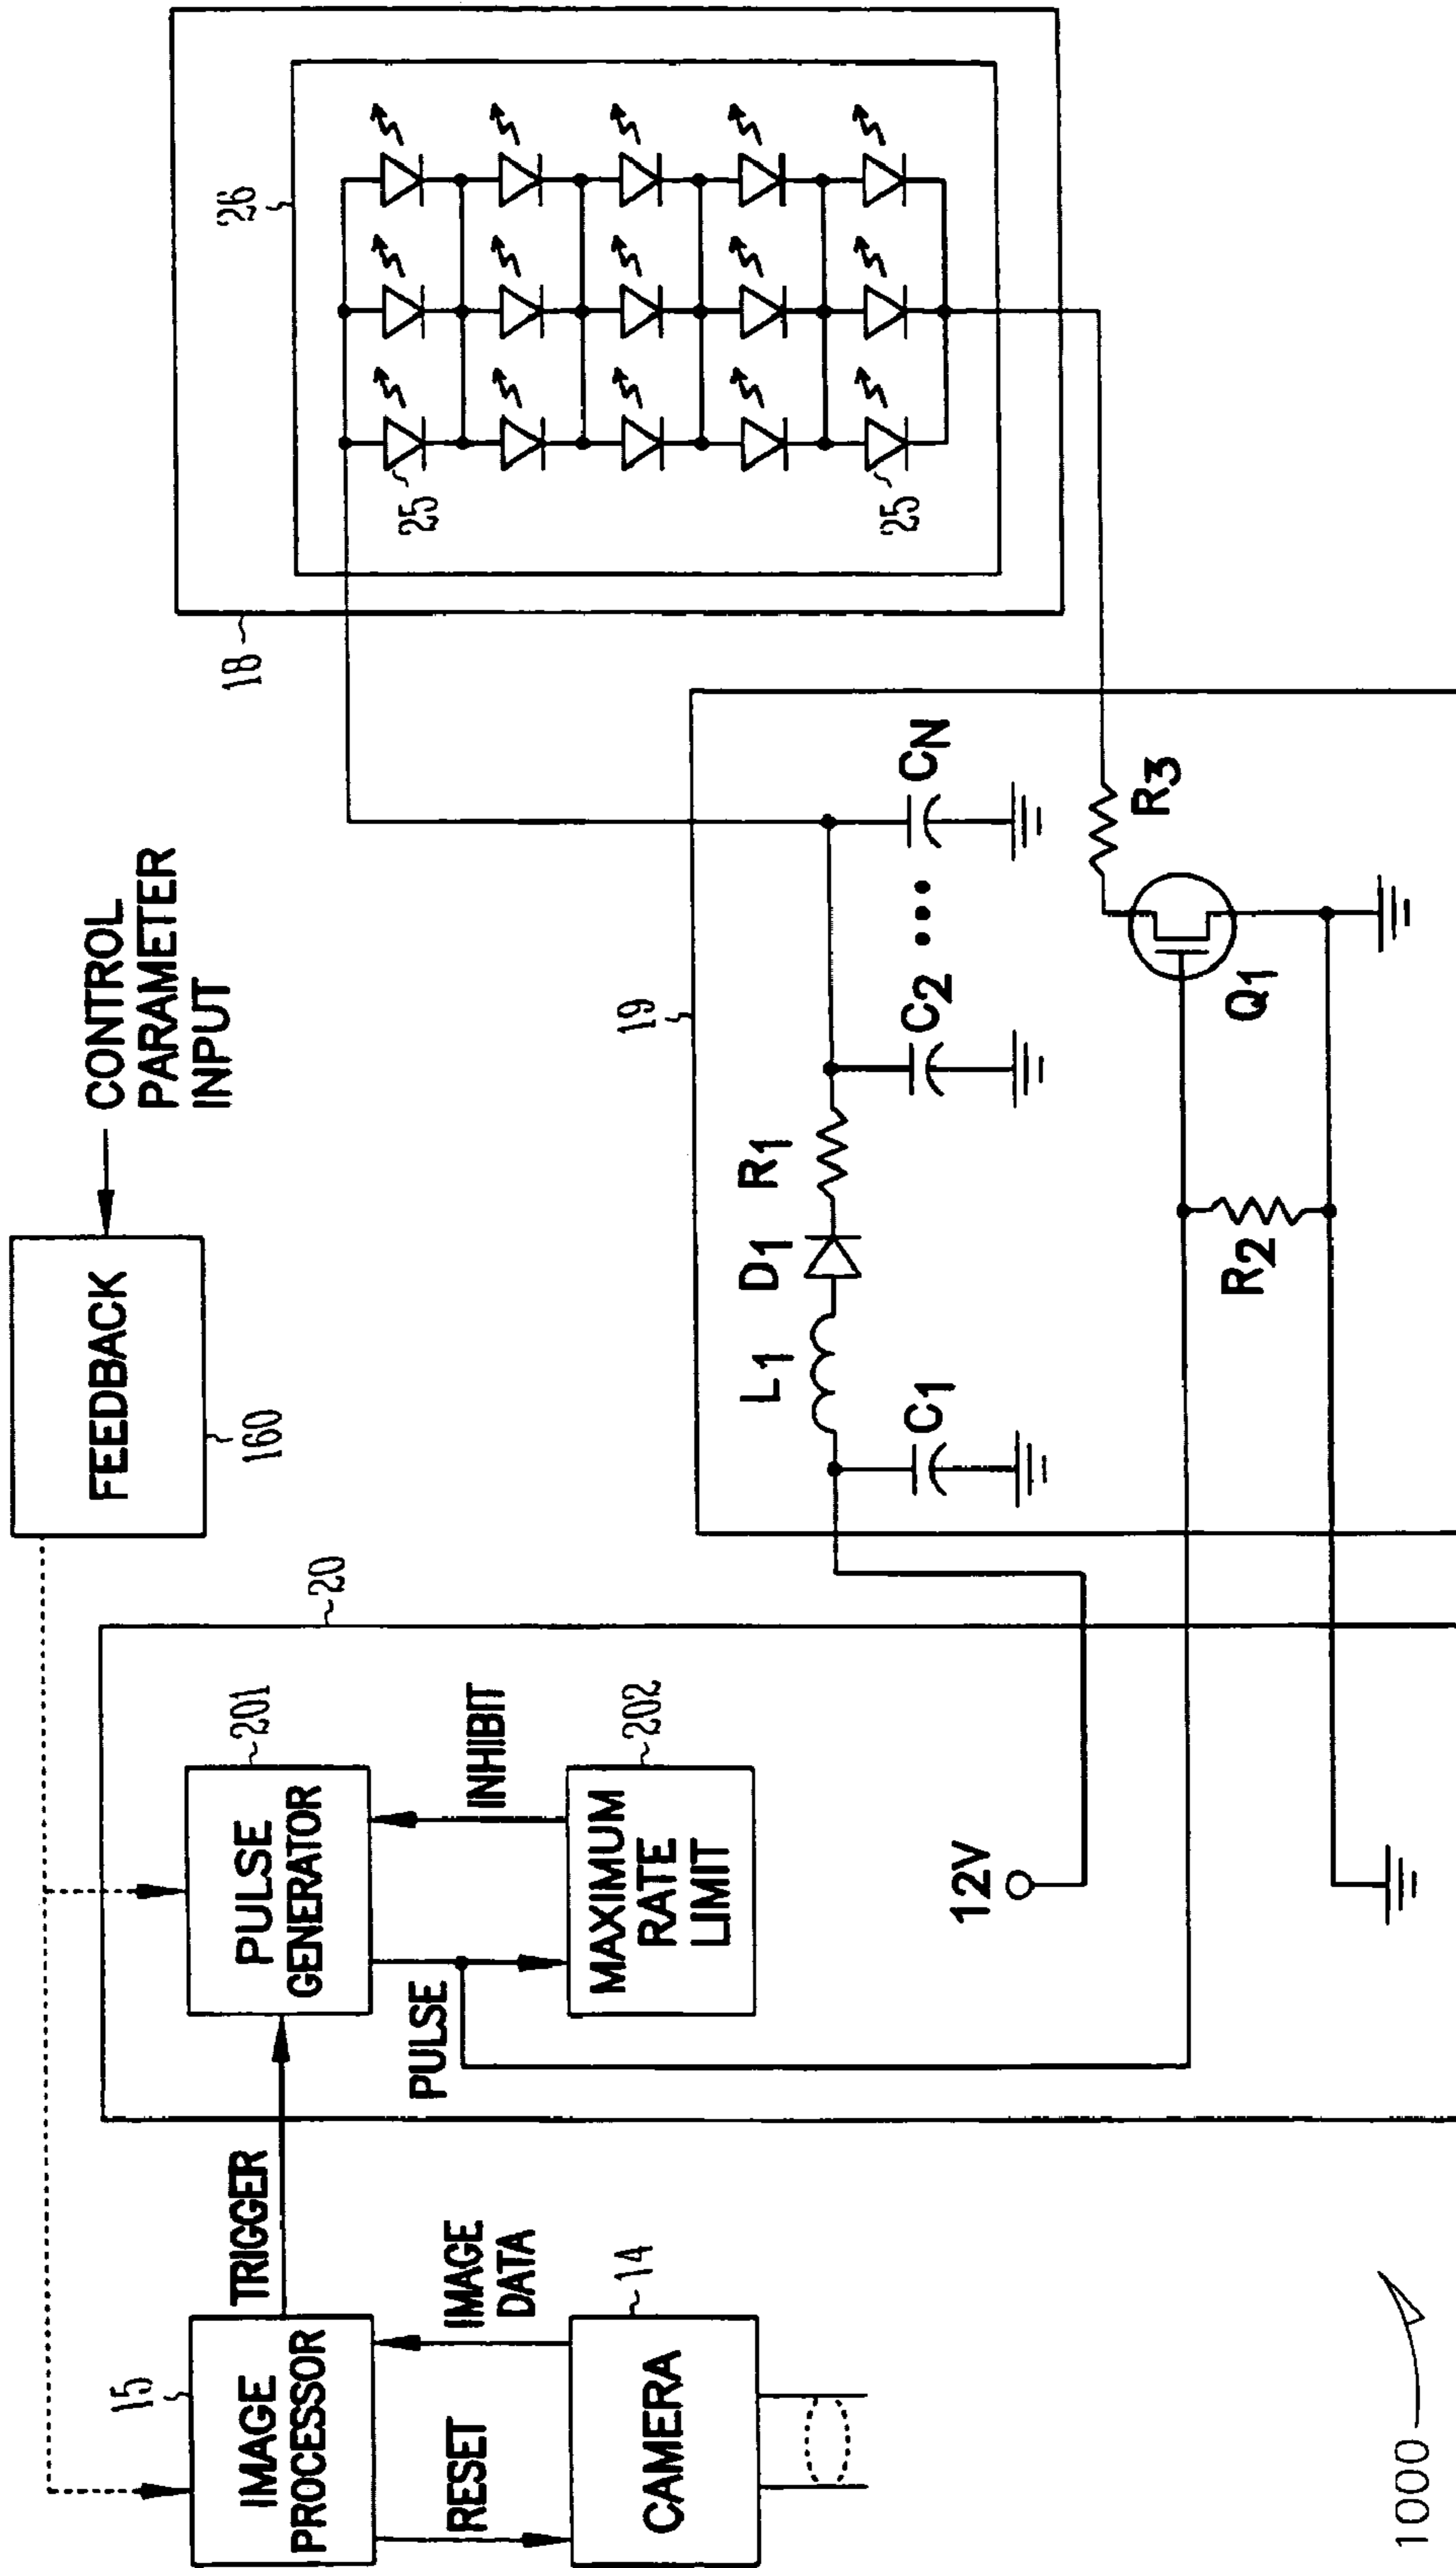 FEEDBACK
160
CONTROL
PARAMETER
INPUT
15
IMAGE
PROCESSOR
TRIGGER
RESET
IMAGE
DATA
14
CAMERA
20
201
PULSE
GENERATOR
PULSE
INHIBIT
202
MAXIMUM
RATE
LIMIT
12V
19
L1
D1
R1
C1
C2
CN
R2
Q1
R3
18
26
25
25
1000